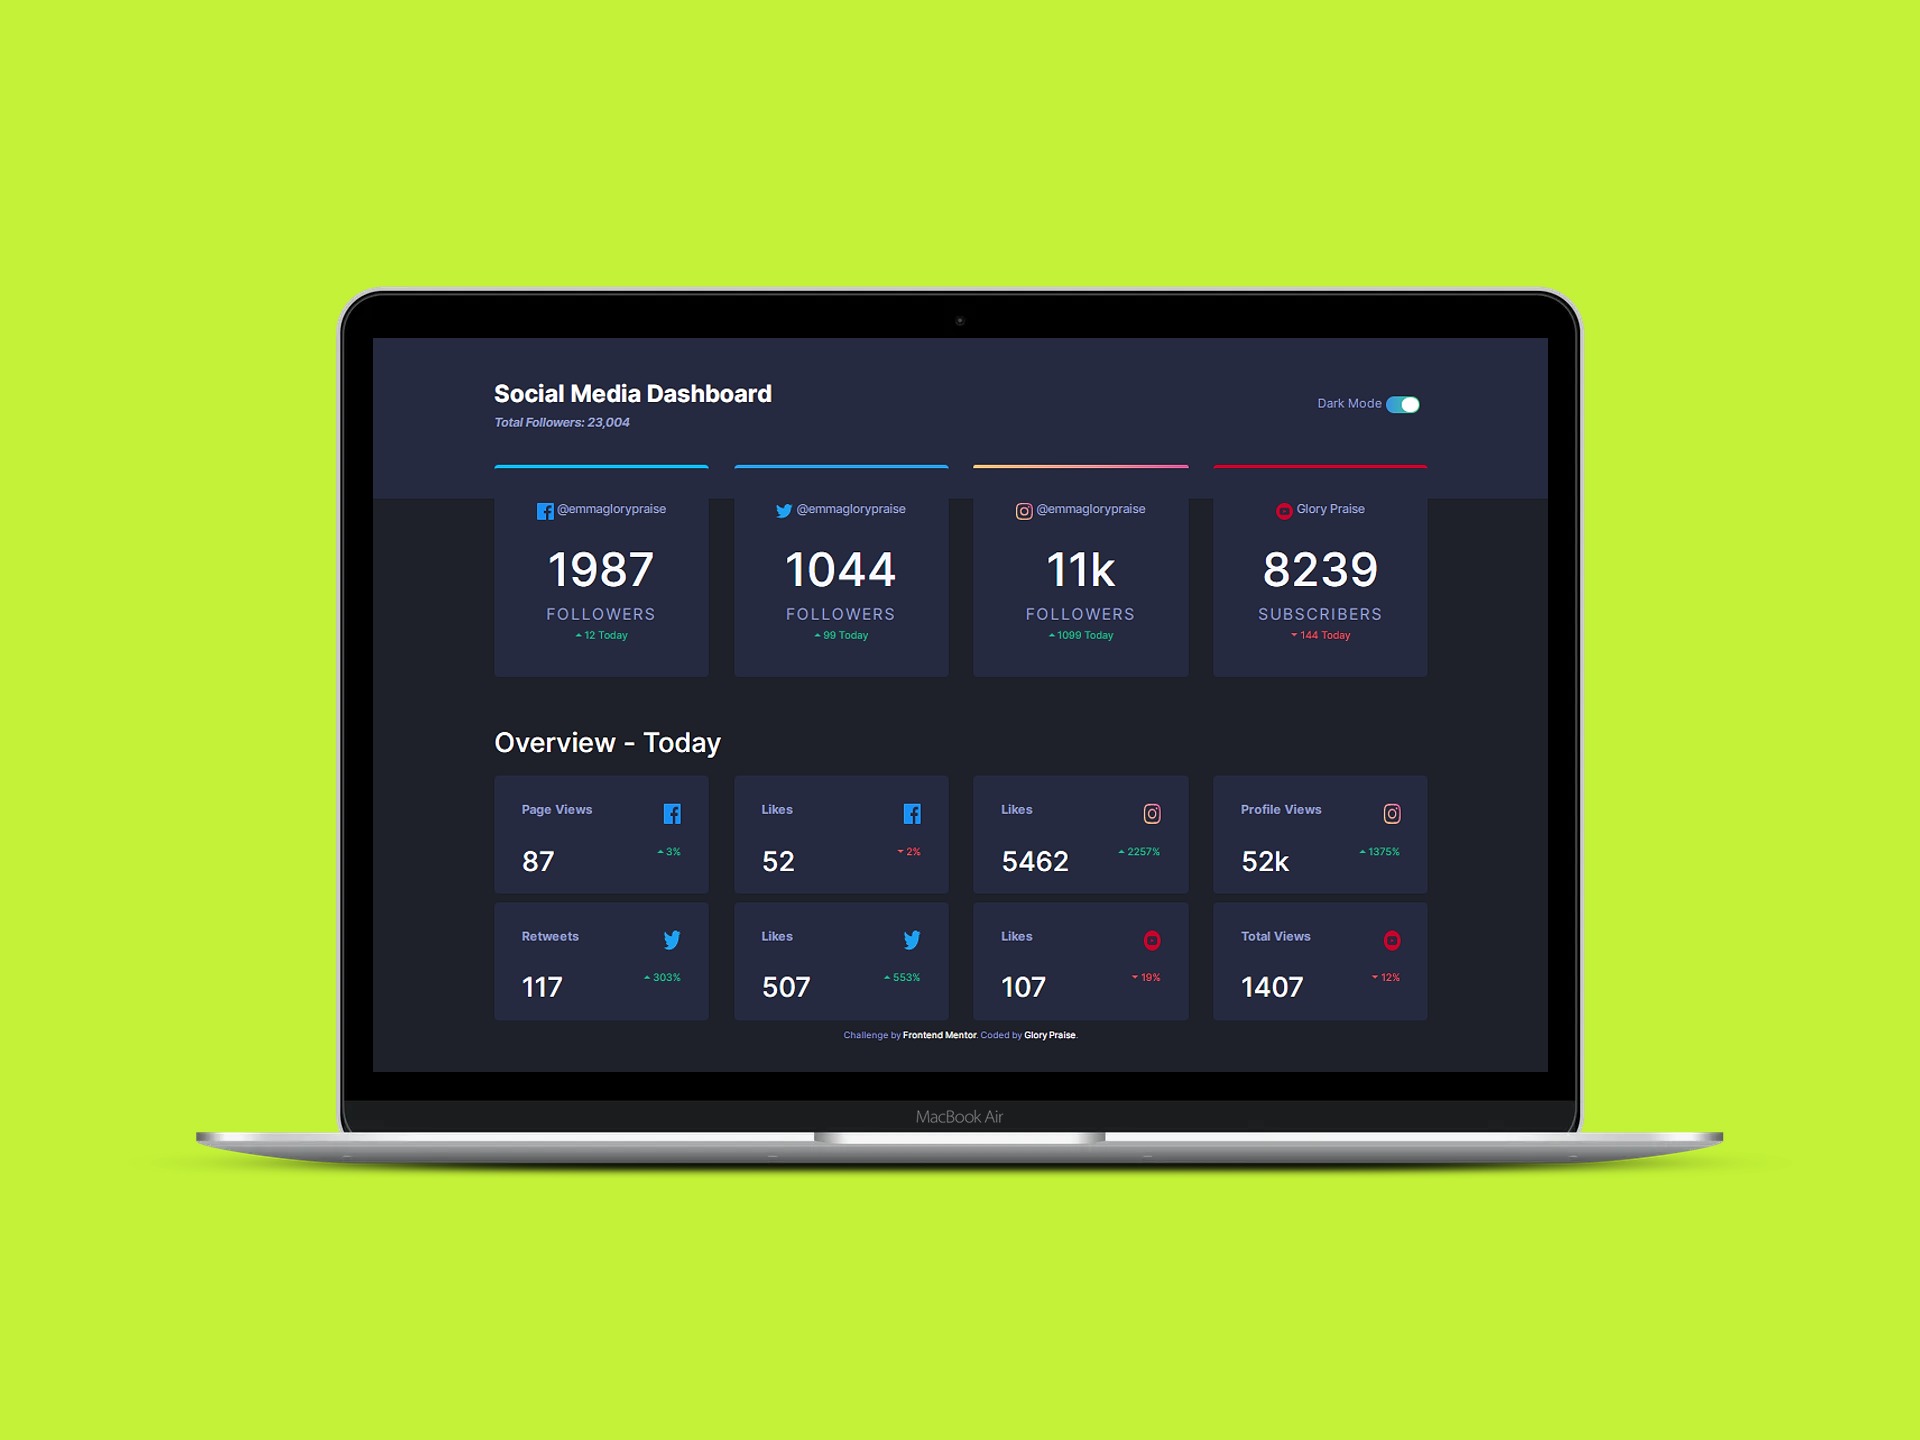 Social Media Dashboard
Total Followers: 23,004
Dark Mode
@emmaglorypraise
1987
FOLLOWERS
12 Today
@emmaglorypraise
1044
FOLLOWERS
99 Today
@emmaglorypraise
11k
FOLLOWERS
1099 Today
Glory Praise
8239
SUBSCRIBERS
144 Today
Overview - Today
Page Views
87
3%
Likes
52
2%
Likes
5462
2257%
Profile Views
52k
1375%
Retweets
117
303%
Likes
507
553%
Likes
107
19%
Total Views
1407
12%
Challenge by Frontend Mentor. Coded by Glory Praise.
MacBook Air